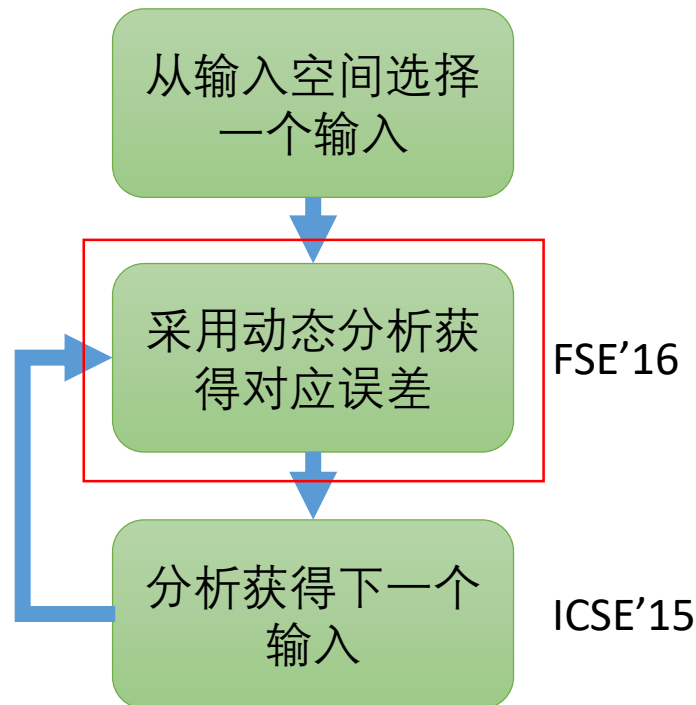 从输入空间选择
一个输入
采用动态分析获
得对应误差
FSE’16
分析获得下一个
输入
ICSE’15